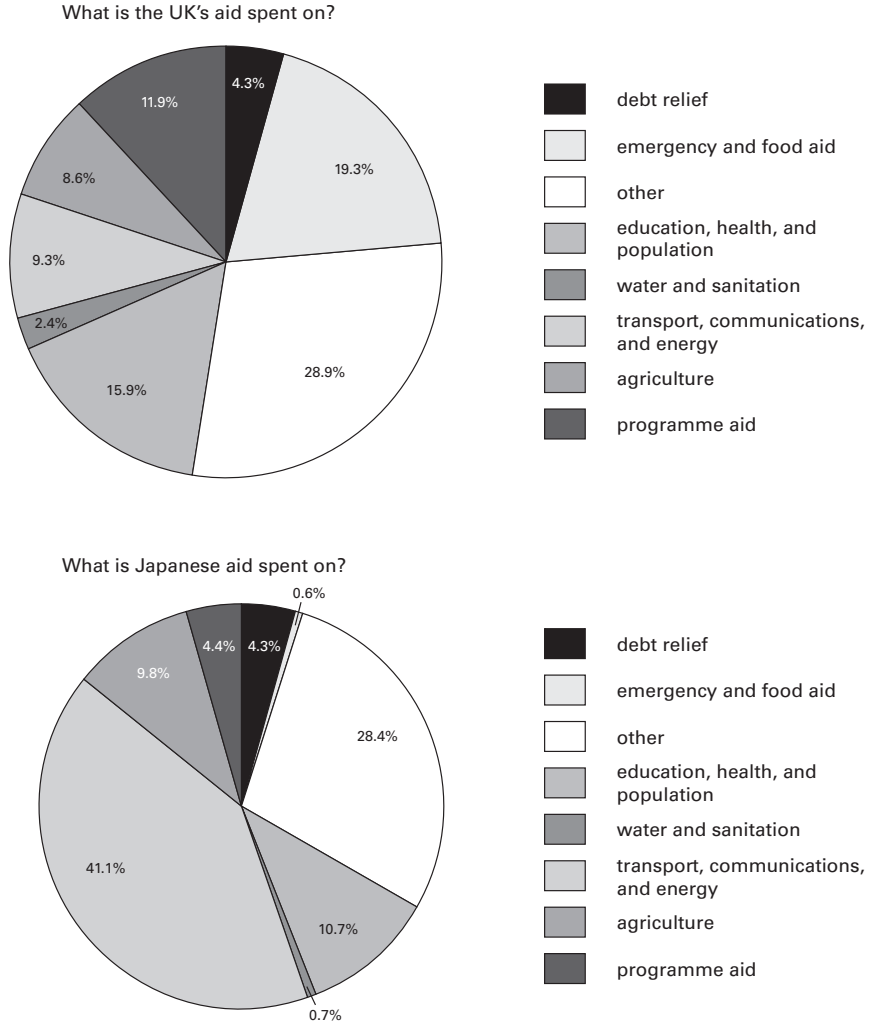 What is the UK's aid spent on?
4.3%
19.3%
28.9%
15.9%
2.4%
9.3%
8.6%
11.9%
debt relief
emergency and food aid
other
education, health, and
population
water and sanitation
transport, communications,
and energy
agriculture
programme aid
What is Japanese aid spent on?
4.3%
0.6%
28.4%
10.7%
0.7%
41.1%
9.8%
4.4%
debt relief
emergency and food aid
other
education, health, and
population
water and sanitation
transport, communications,
and energy
agriculture
programme aid